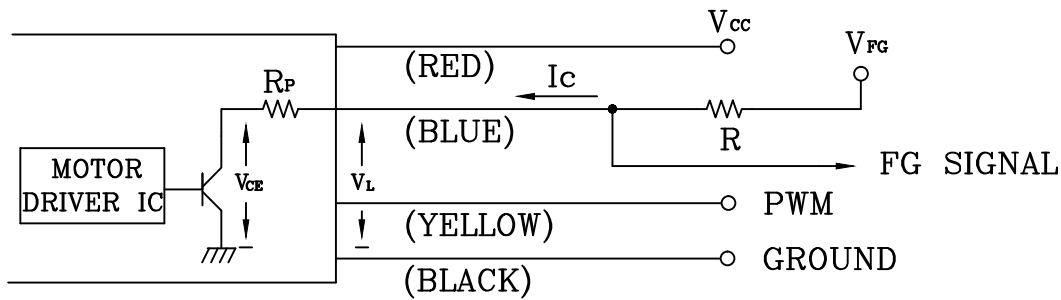 Vcc
(RED)
VFG
RP
Ic
(BLUE)
R
MOTOR
DRIVER IC
VCE
VL
FG SIGNAL
(YELLOW)
PWM
(BLACK)
GROUND